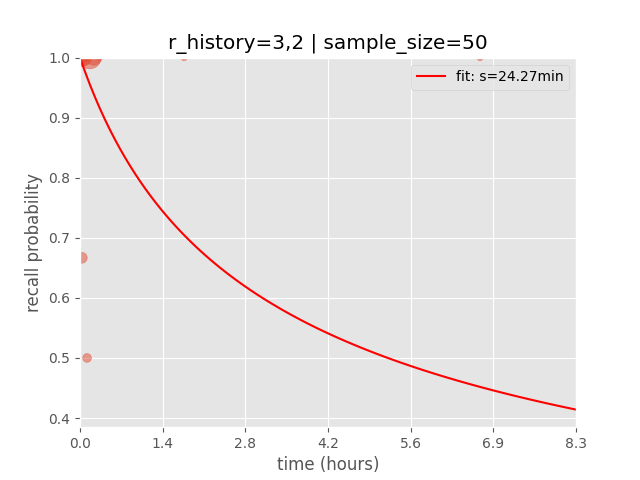 r_history=3,2 | sample_size=50
1.0
0.9
0.8
0.7
0.6
0.5
0.4
recall probability
fit: s=24.27min
0.0 1.4 2.8 4.2 5.6 6.9 8.3
time (hours)